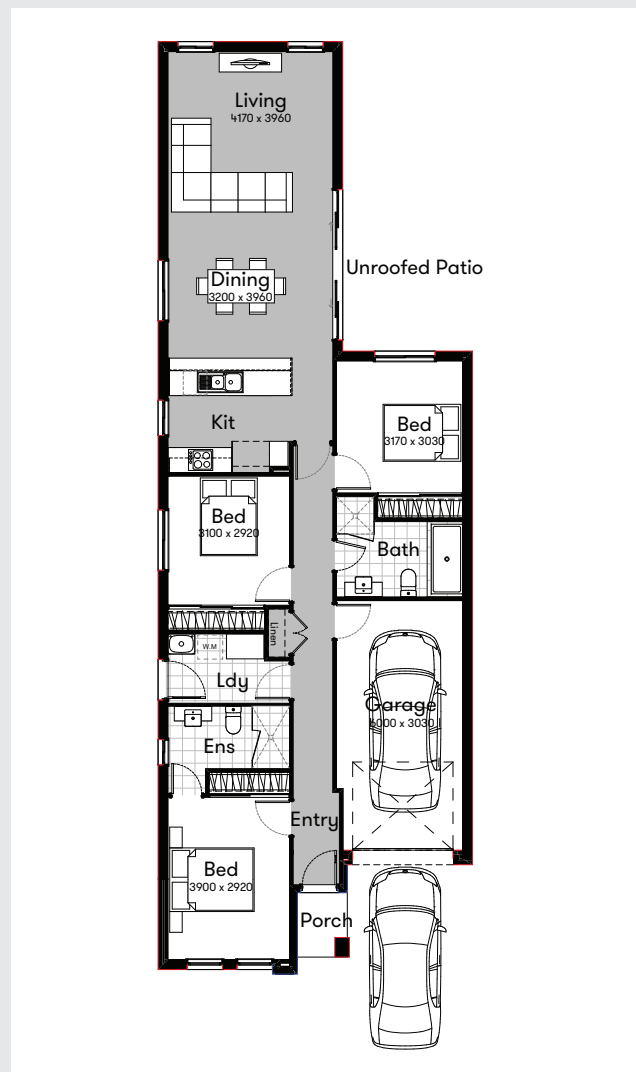 Living
4170 x 3960
Unroofed Patio
Dining
3200 x 3960
Kit
Bed
3170 x 3030
Bed
3100 x 2920
Bath
Linen
W.M
Ldy
Garage
6000 x 3030
Ens
Entry
Bed
3900 x 2920
Porch